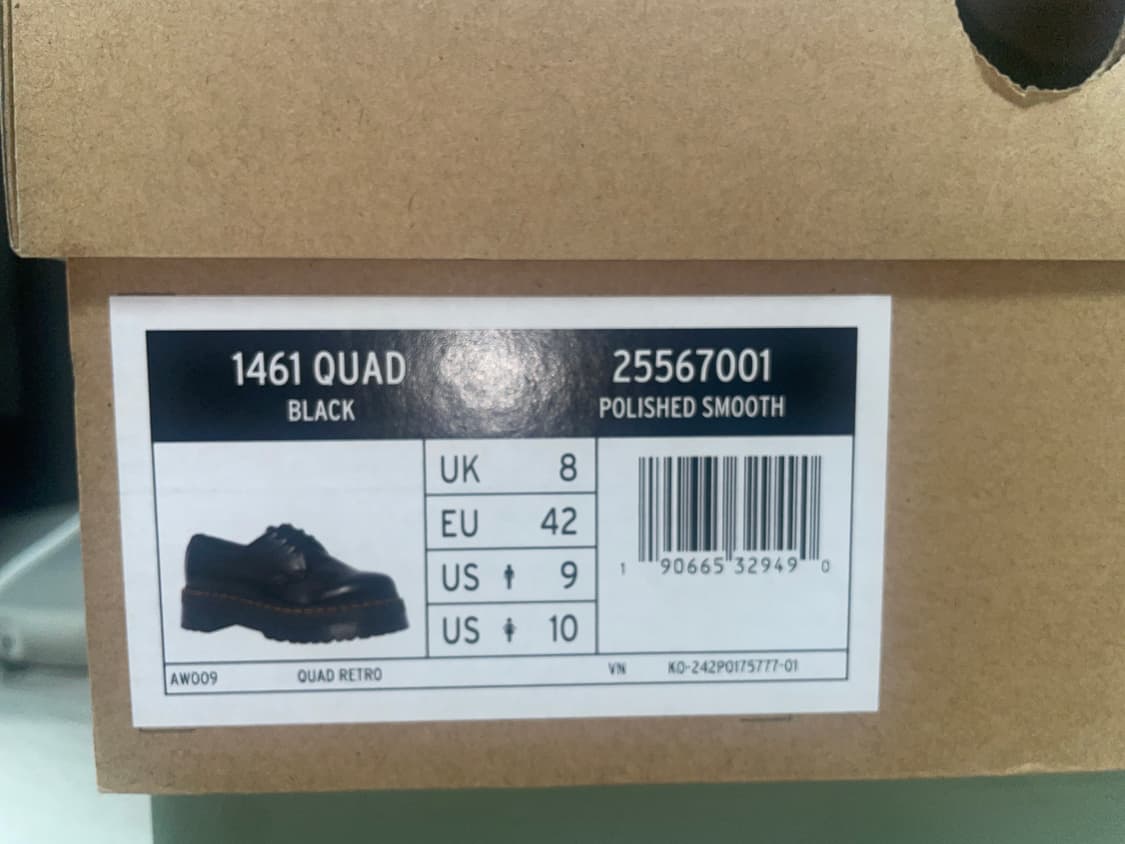 1461 QUAD
BLACK
25567001
POLISHED SMOOTH
UK 8
EU 42
US 9
US 10
1 90665 32949 0
AW009 QUAD RETRO VN KO-242P0175777-01